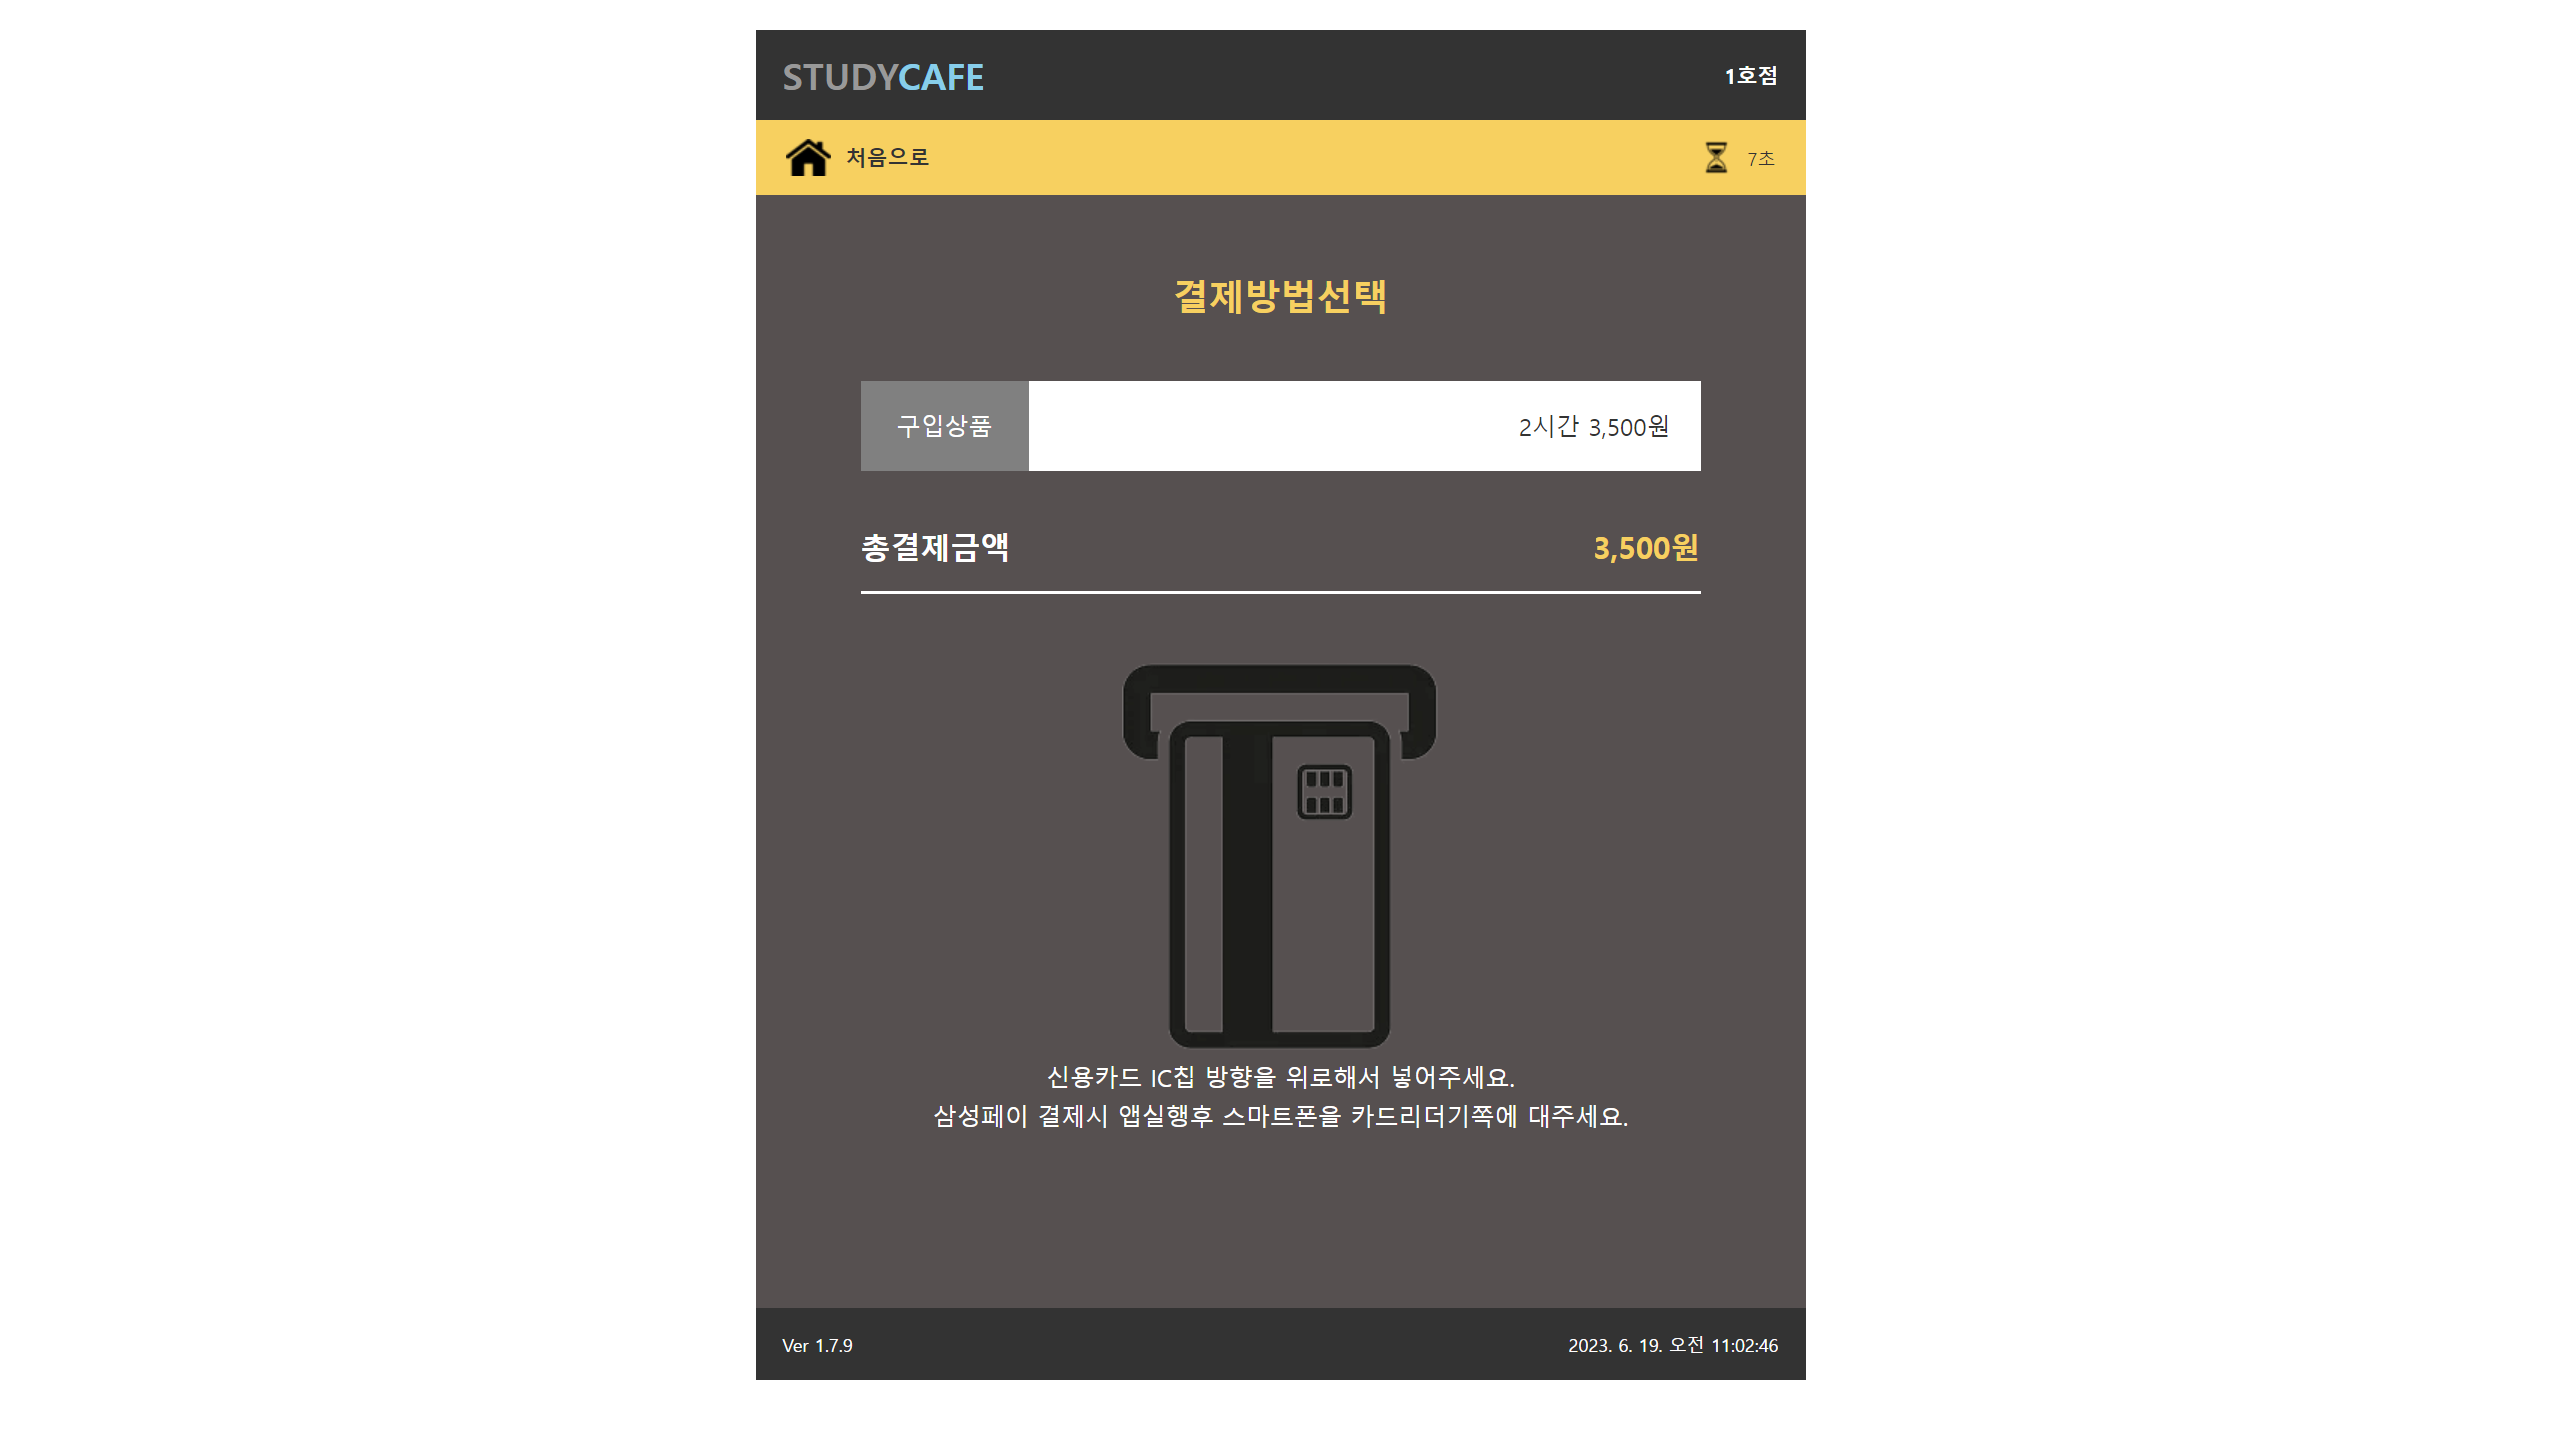 STUDYCAFE
1호점
처음으로
7초
결제방법선택
구입상품
2시간 3,500원
총결제금액
3,500원
신용카드 IC칩 방향을 위로해서 넣어주세요.
삼성페이 결제시 앱실행후 스마트폰을 카드리더기쪽에 대주세요.
Ver 1.7.9
2023. 6. 19. 오전 11:02:46